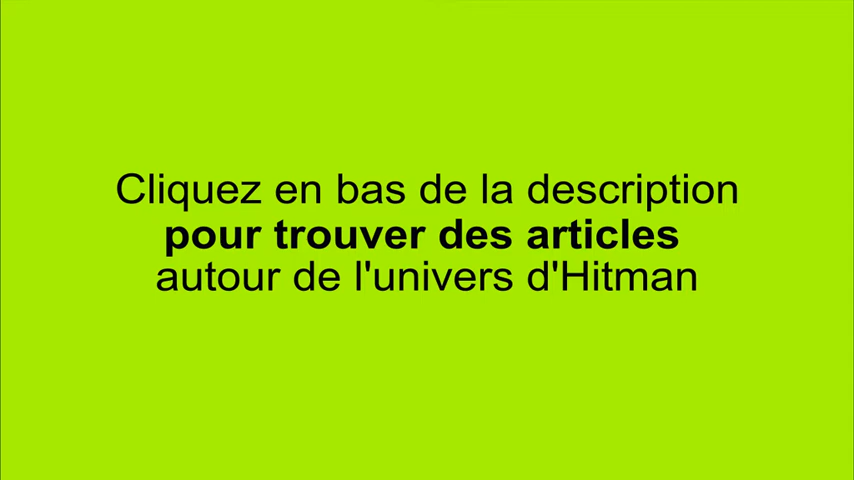 Cliquez en bas de la description
pour trouver des articles
autour de l'univers d'Hitman